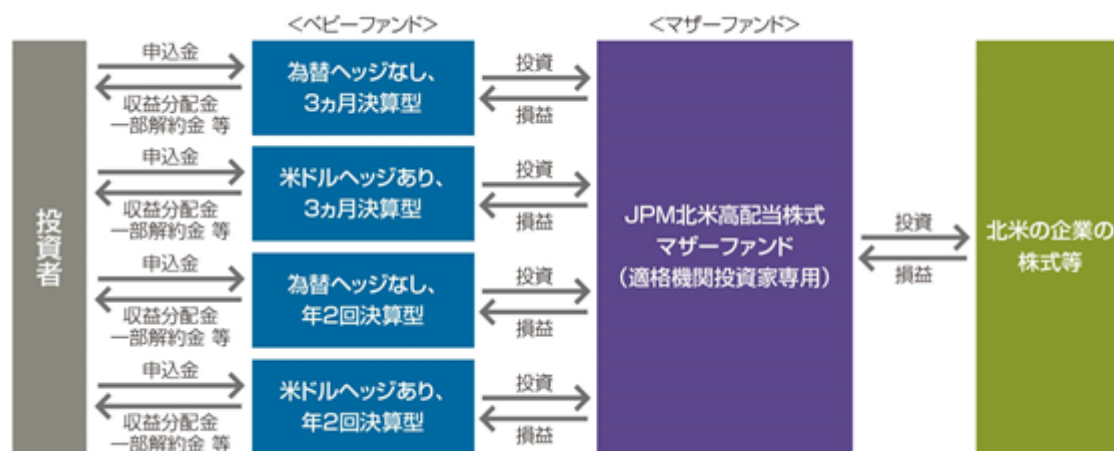 <ベビーファンド>
<マザーファンド>
投資者
申込金
収益分配金
一部解約金 等
為替ヘッジなし、
3ヵ月決算型
投資
損益
申込金
収益分配金
一部解約金 等
米ドルヘッジあり、
3ヵ月決算型
投資
損益
申込金
収益分配金
一部解約金 等
為替ヘッジなし、
年2回決算型
投資
損益
申込金
収益分配金
一部解約金 等
米ドルヘッジあり、
年2回決算型
投資
損益
JPM北米高配当株式
マザーファンド
(適格機関投資家専用)
投資
損益
北米の企業の
株式等